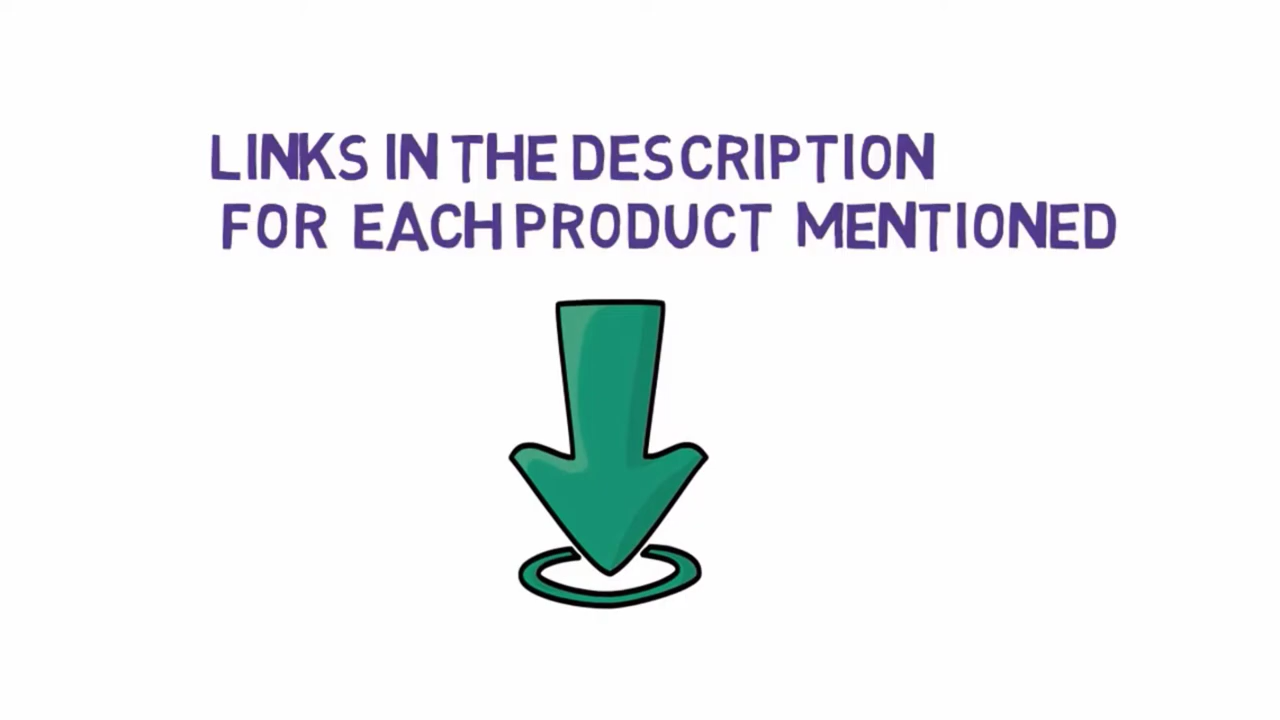 LINKS IN THE DESCRIPTION
FOR EACH PRODUCT MENTIONED